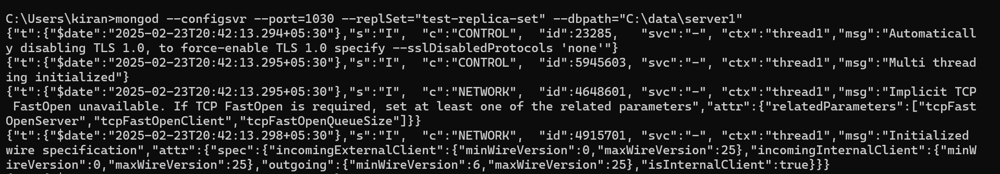 C:\Users\kiran>mongod --configsvr --port=1030 --replSet="test-replica-set" --dbpath="C:\data\server1"
{"t":{"$date":"2025-02-23T20:42:13.294+05:30"},"s":"I",  "c":"CONTROL",  "id":23285,   "svc":"-", "ctx":"thread1","msg":"Automaticall
y disabling TLS 1.0, to force-enable TLS 1.0 specify --sslDisabledProtocols 'none'"}
{"t":{"$date":"2025-02-23T20:42:13.295+05:30"},"s":"I",  "c":"CONTROL",  "id":5945603, "svc":"-", "ctx":"thread1","msg":"Multi thread
ing initialized"}
{"t":{"$date":"2025-02-23T20:42:13.295+05:30"},"s":"I",  "c":"NETWORK",  "id":4648601, "svc":"-", "ctx":"thread1","msg":"Implicit TCP
 FastOpen unavailable. If TCP FastOpen is required, set at least one of the related parameters","attr":{"relatedParameters":["tcpFast
OpenServer","tcpFastOpenClient","tcpFastOpenQueueSize"]}}
{"t":{"$date":"2025-02-23T20:42:13.298+05:30"},"s":"I",  "c":"NETWORK",  "id":4915701, "svc":"-", "ctx":"thread1","msg":"Initialized
wire specification","attr":{"spec":{"incomingExternalClient":{"minWireVersion":0,"maxWireVersion":25},"incomingInternalClient":{"minW
ireVersion":0,"maxWireVersion":25},"outgoing":{"minWireVersion":6,"maxWireVersion":25},"isInternalClient":true}}}